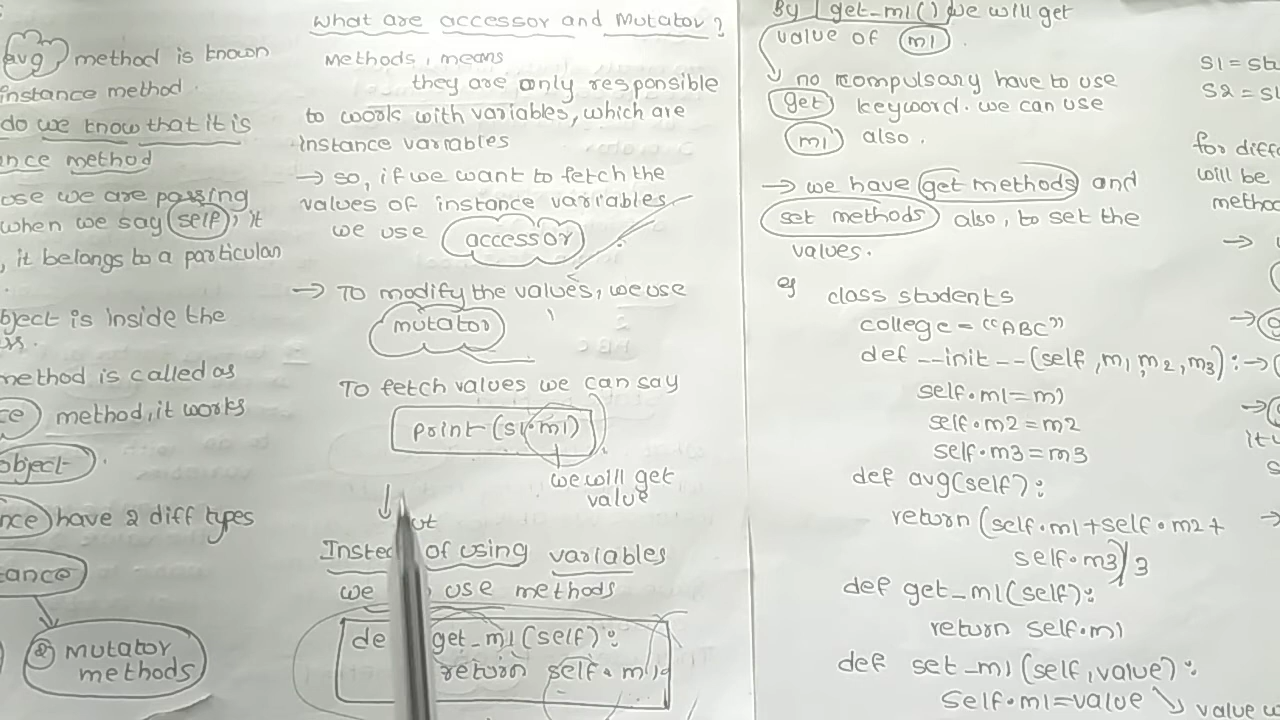 avg method is known
instance method.
do we know that it is
ance method
ose we are passing
when we say self, it
, it belongs to a particular
bject is inside the
method is called as
ce method, it works
object.
nce have 2 diff types
tance
② mutator
methods
what are accessor and Mutator?
Methods, means
they are only responsible
to work with variables, which are
instance variables
→ so, if we want to fetch the
values of instance variables
we use accessor
→ To modify the values, we use
mutator
To fetch values we can say
print (s1.m1)
we will get
value
Inste of using variables
we use methods
de get_m1(self):
return self.m1
By get_m1() we will get
value of m1.
no compulsary have to use
get keyword. we can use
m1 also.
→ we have get methods and
set methods also, to set the
values.
eg class students
college = "ABC"
def __init__(self, m1, m2, m3): →
self.m1 = m1
self.m2 = m2
self.m3 = m3
def avg(self):
return (self.m1 + self.m2 +
self.m3)/3
def get_m1(self):
return self.m1
def set_m1(self, value):
self.m1 = value
value w
S1 = stu
S2 = st
for diff
will be
metho
→
→
→
it
→